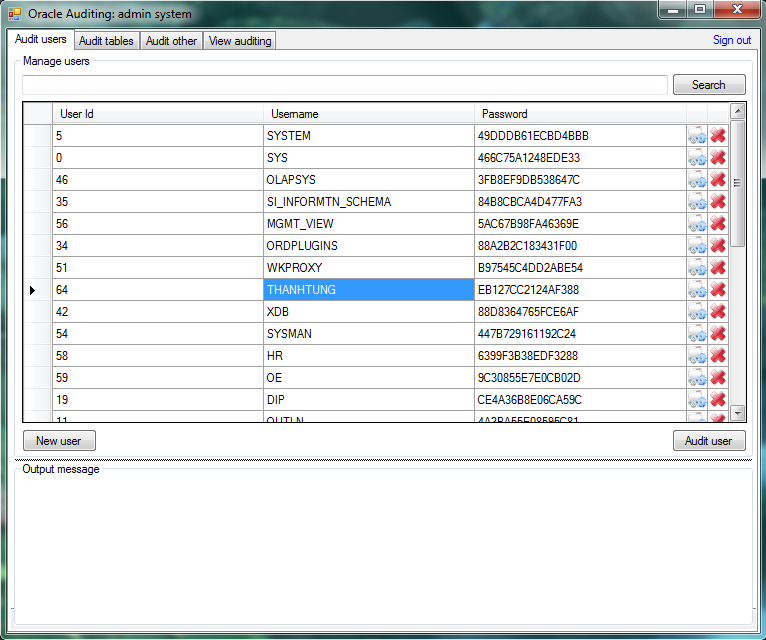 Oracle Auditing: admin system
Audit users Audit tables Audit other View auditing Sign out
Manage users
Search
User Id Username Password
5 SYSTEM 49DDDB61ECBD4BBB
0 SYS 466C75A1248EDE33
46 OLAPSYS 3FB8EF9DB538647C
35 SI_INFORMTN_SCHEMA 84B8CBCA4D477FA3
56 MGMT_VIEW 5AC67B98FA46369E
34 ORDPLUGINS 88A2B2C183431F00
51 WKPROXY B97545C4DD2ABE54
64 THANHTUNG EB127CC2124AF388
42 XDB 88D8364765FCE6AF
54 SYSMAN 447B729161192C24
58 HR 6399F3B38EDF3288
59 OE 9C30855E7E0CB02D
19 DIP CE4A36B8E06CA59C
11 OUTLN 4A3BA55E08595C81
New user Audit user
Output message